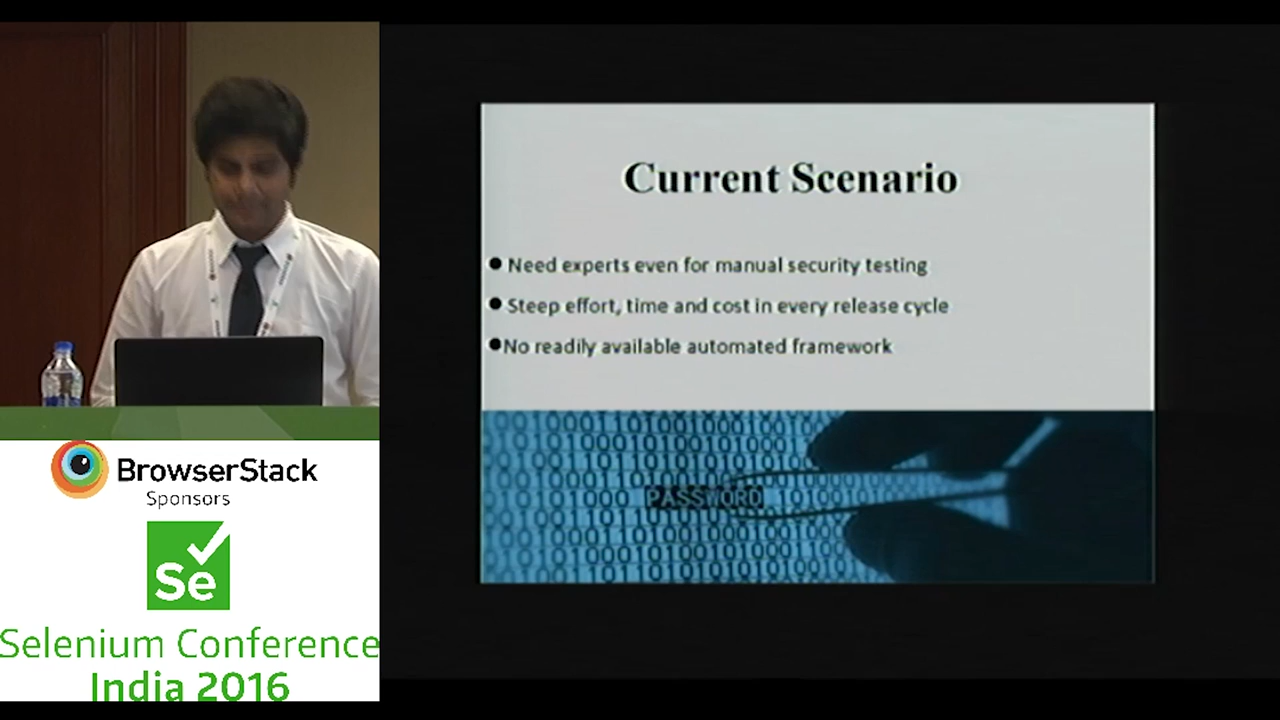 Current Scenario
Need experts even for manual security testing
Steep effort, time and cost in every release cycle
No readily available automated framework
PASSWORD
BrowserStack
Sponsors
Se
Selenium Conference
India 2016